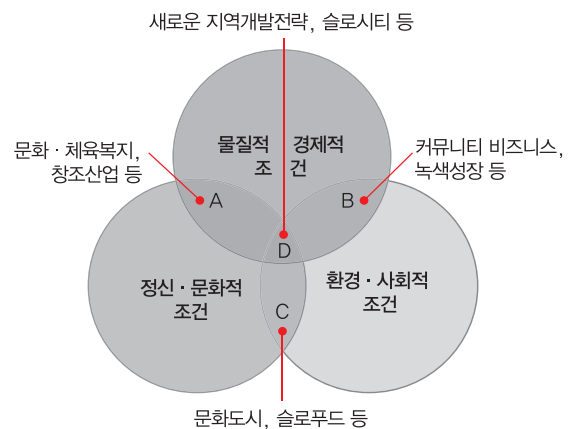 새로운 지역개발전략, 슬로시티 등
물질적 경제적
조 건
문화·체육복지,
창조산업 등
커뮤니티 비즈니스,
녹색성장 등
A
B
D
정신·문화적
조건
환경·사회적
조건
C
문화도시, 슬로푸드 등